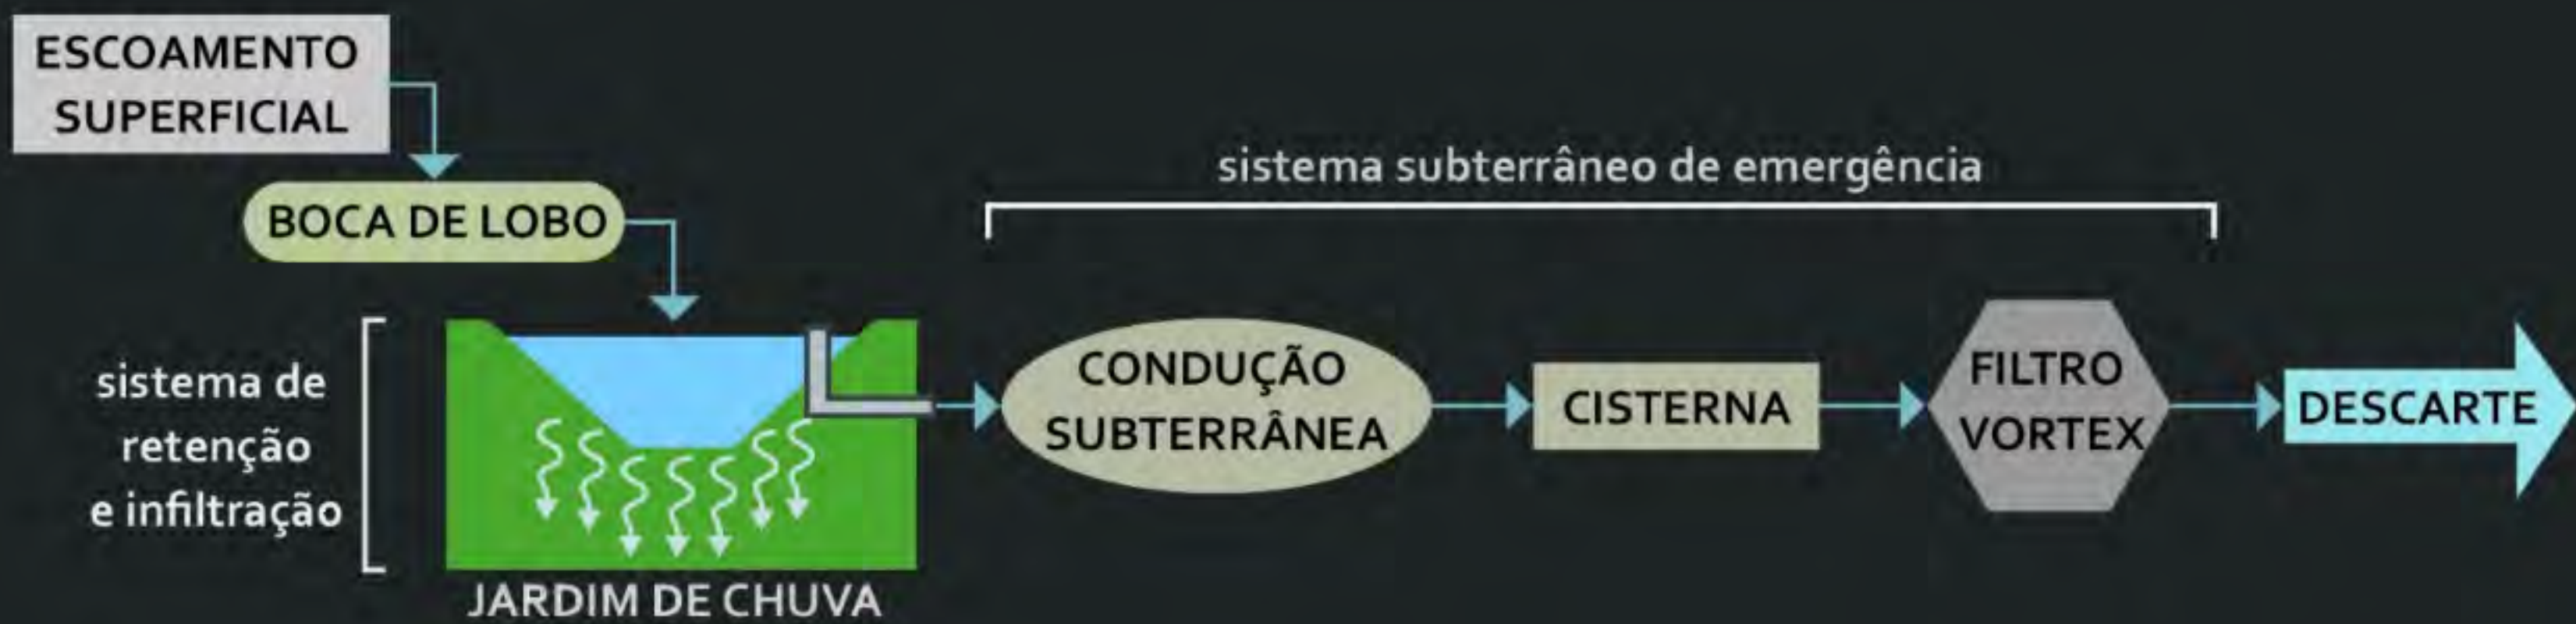 ESCOAMENTO
SUPERFICIAL
BOCA DE LOBO
sistema de
retenção
e infiltração
JARDIM DE CHUVA
sistema subterrâneo de emergência
CONDUÇÃO
SUBTERRÂNEA
CISTERNA
FILTRO
VORTEX
DESCARTE